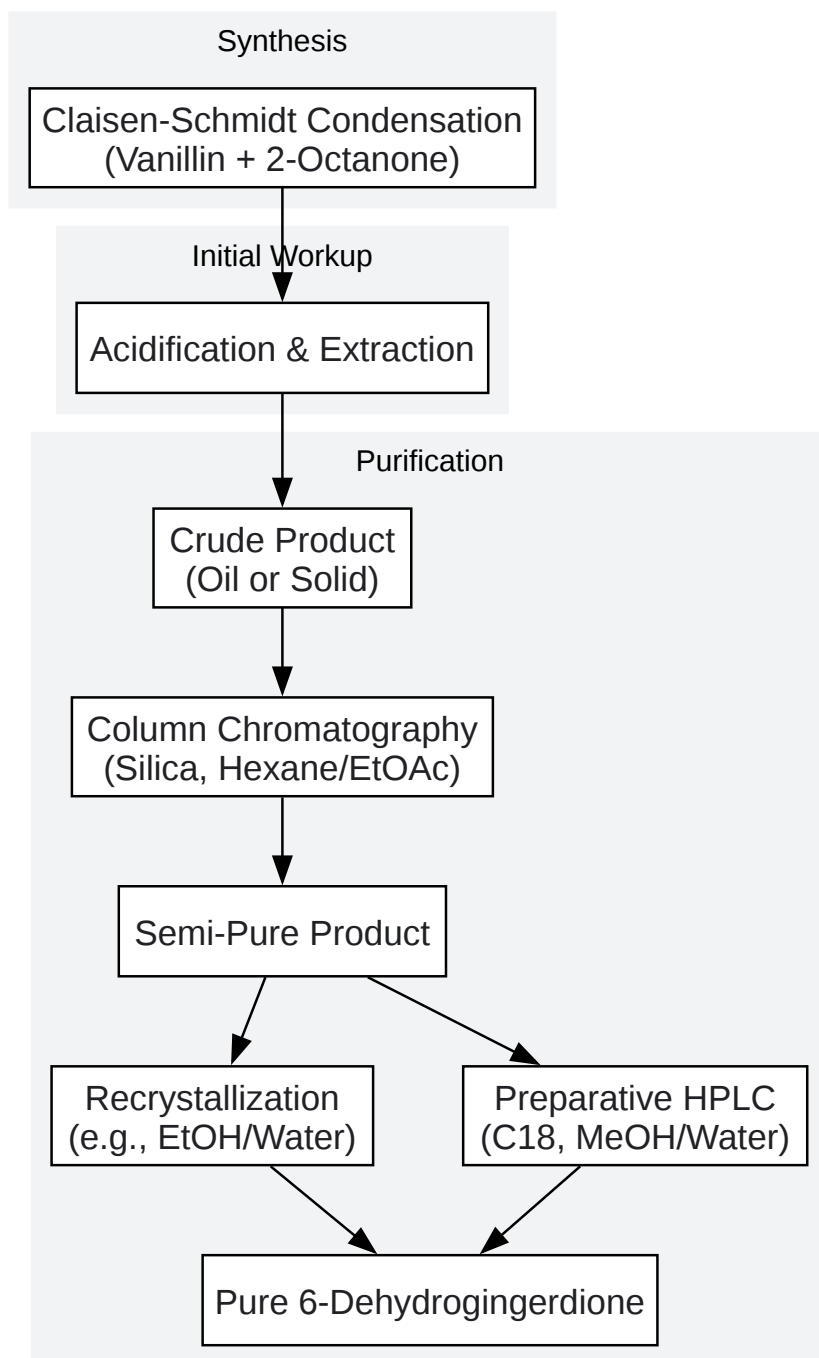 Synthesis
Claisen-Schmidt Condensation
(Vanillin + 2-Octanone)
Initial Workup
Acidification & Extraction
Purification
Crude Product
(Oil or Solid)
Column Chromatography
(Silica, Hexane/EtOAc)
Semi-Pure Product
Recrystallization
(e.g., EtOH/Water)
Preparative HPLC
(C18, MeOH/Water)
Pure 6-Dehydrogingerdione